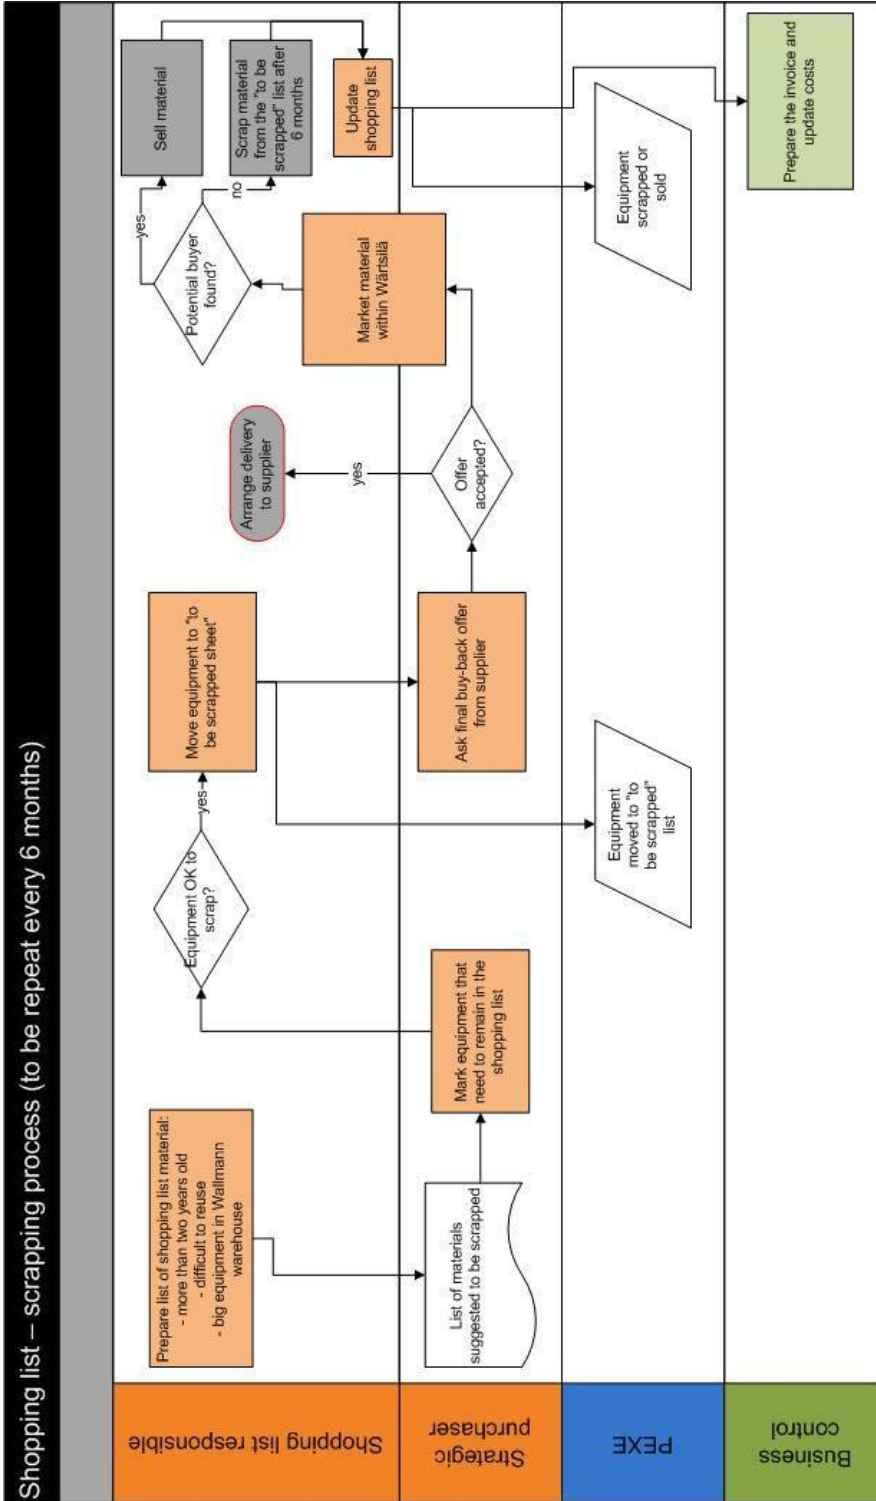 Shopping list – scrapping process (to be repeat every 6 months)
Shopping list responsible
Prepare list of shopping list material:
- more than two years old
- difficult to reuse
- big equipment in Wallmann
warehouse
Equipment OK to
scrap?
yes
Move equipment to "to
be scrapped sheet"
Arrange delivery
to supplier
Potential buyer
found?
yes
no
Sell material
Scrap material
from the "to be
scrapped" list after
6 months
Update
shopping list
Market material
within Wärtsilä
Strategic
purchaser
List of materials
suggested to be scrapped
Mark equipment that
need to remain in the
shopping list
Ask final buy-back offer
from supplier
Offer
accepted?
yes
PEXE
Equipment
moved to "to
be scrapped"
list
Equipment
scrapped or
sold
Business
control
Prepare the invoice and
update costs